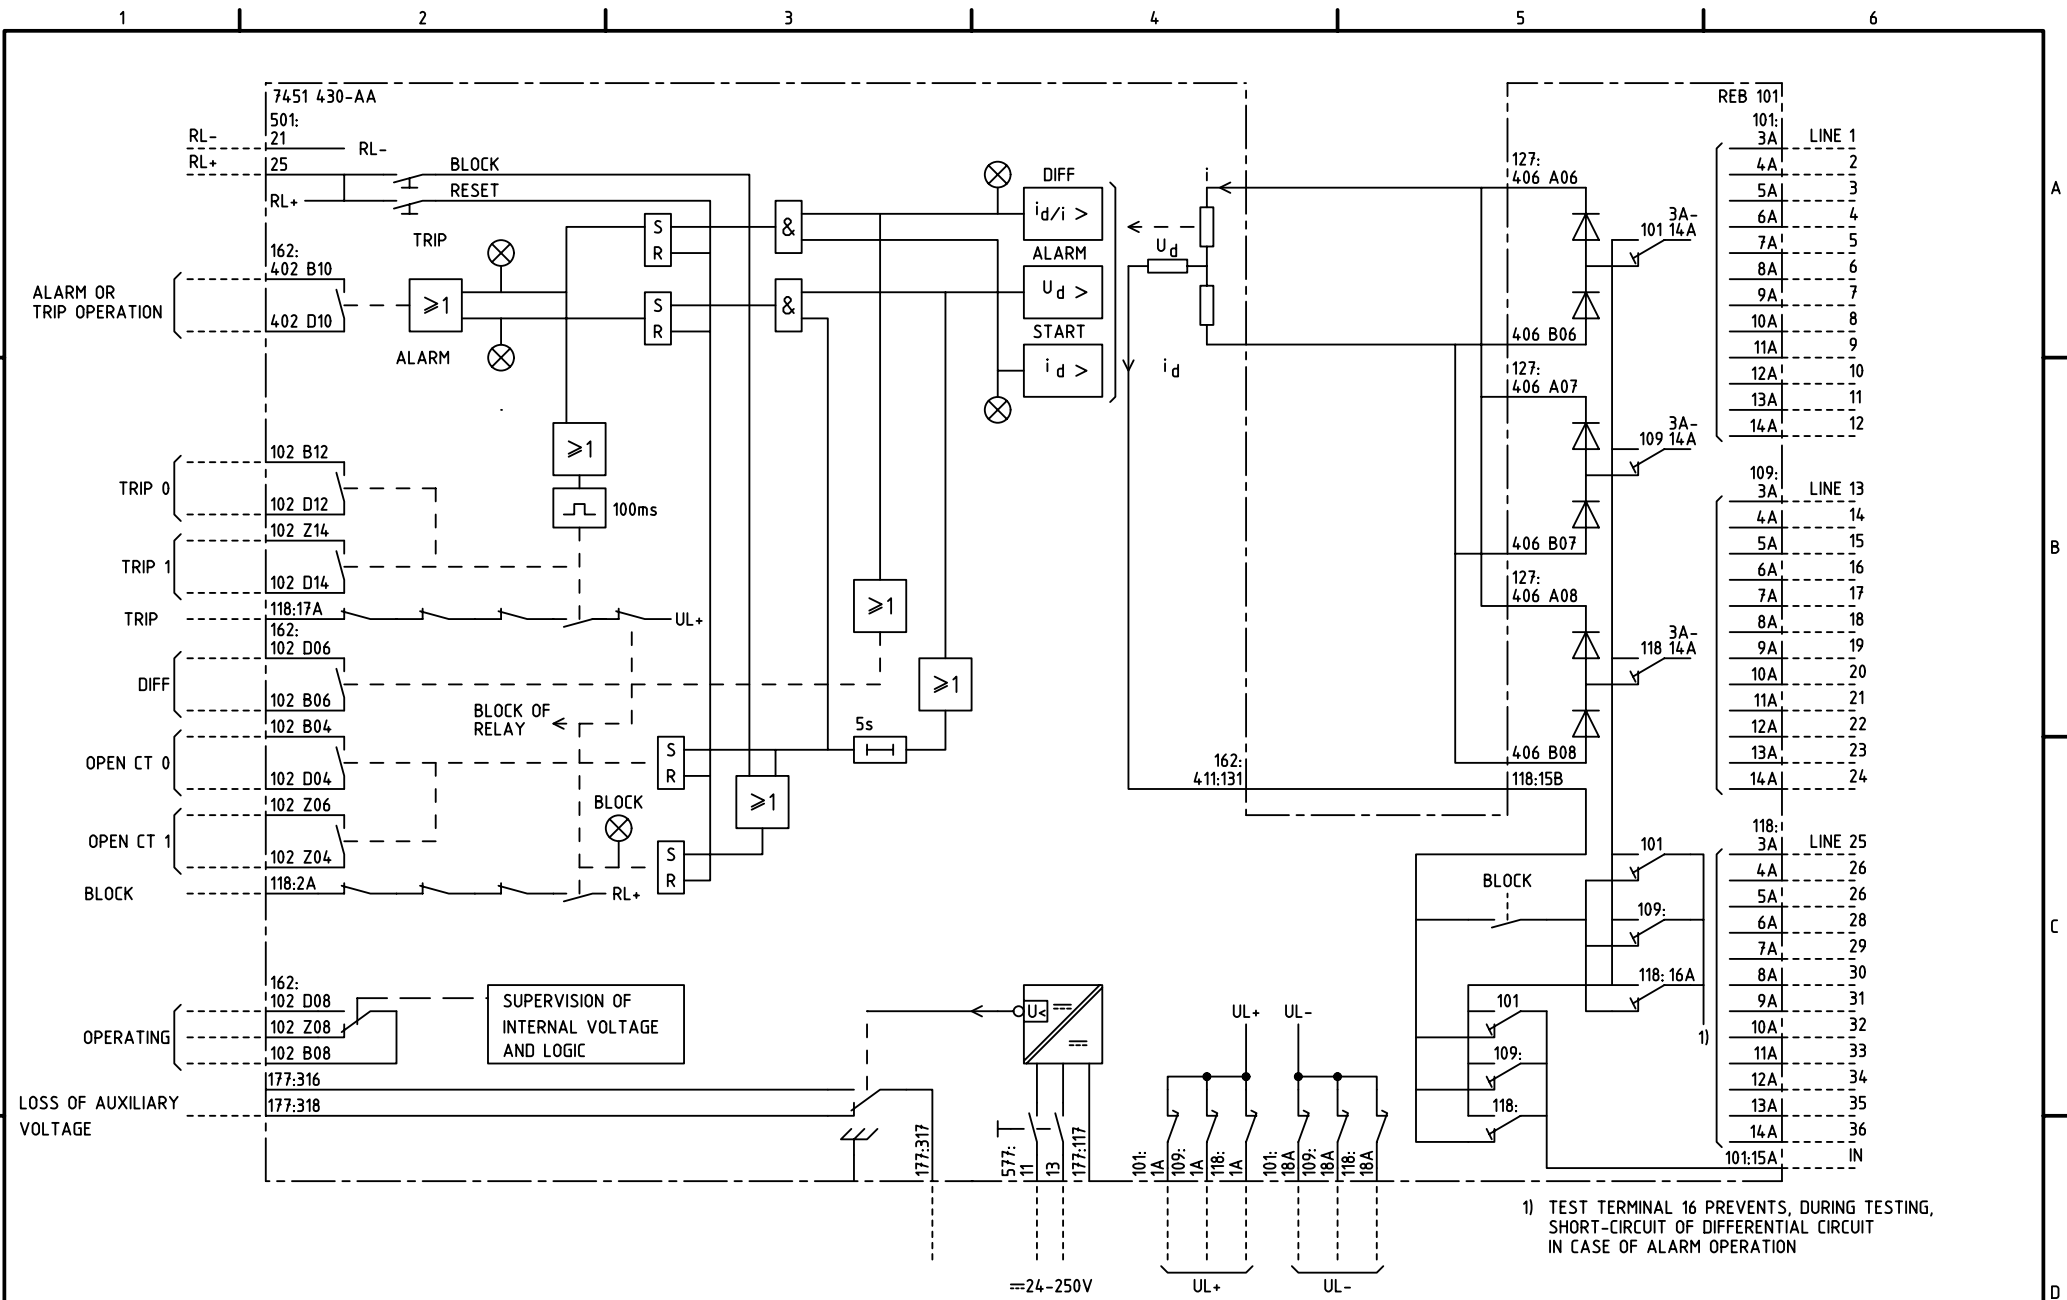 1 2 3 4 5 6
7451 430-AA
REB 101
501:
21
RL-
RL-
RL+
25
BLOCK
RL+
RESET
162:
402 B10
402 D10
ALARM OR
TRIP OPERATION
TRIP
≥1
ALARM
S
R
S
R
&
&
DIFF
id/i >
ALARM
Ud >
START
id >
i
Ud
id
127:
406 A06
406 B06
127:
406 A07
406 B07
127:
406 A08
406 B08
3A-
101 14A
3A-
109 14A
3A-
118 14A
101:
3A LINE 1
4A 2
5A 3
6A 4
7A 5
8A 6
9A 7
10A 8
11A 9
12A 10
13A 11
14A 12
109:
3A LINE 13
4A 14
5A 15
6A 16
7A 17
8A 18
9A 19
10A 20
11A 21
12A 22
13A 23
14A 24
118:
3A LINE 25
4A 26
5A 26
6A 28
7A 29
8A 30
9A 31
10A 32
11A 33
12A 34
13A 35
14A 36
101:15A IN
A
B
C
D
102 B12
TRIP 0
102 D12
102 Z14
TRIP 1
102 D14
TRIP
118:17A
UL+
162:
102 D06
DIFF
102 B06
102 B04
OPEN CT 0
102 D04
102 Z06
OPEN CT 1
102 Z04
BLOCK
118:2A
RL+
≥1
100ms
≥1
≥1
BLOCK OF
RELAY
5s
S
R
≥1
BLOCK
S
R
162:
411:131
118:15B
BLOCK
101
109:
118: 16A
101
109:
118:
1)
162:
102 D08
102 Z08
102 B08
OPERATING
SUPERVISION OF
INTERNAL VOLTAGE
AND LOGIC
177:316
177:318
LOSS OF AUXILIARY
VOLTAGE
U<
UL+ UL-
177:317
577:
11
13
177:117
101:
1A
109:
1A
118:
1A
101:
18A
109:
18A
118:
18A
24-250V
UL+
UL-
1) TEST TERMINAL 16 PREVENTS, DURING TESTING,
SHORT-CIRCUIT OF DIFFERENTIAL CIRCUIT
IN CASE OF ALARM OPERATION